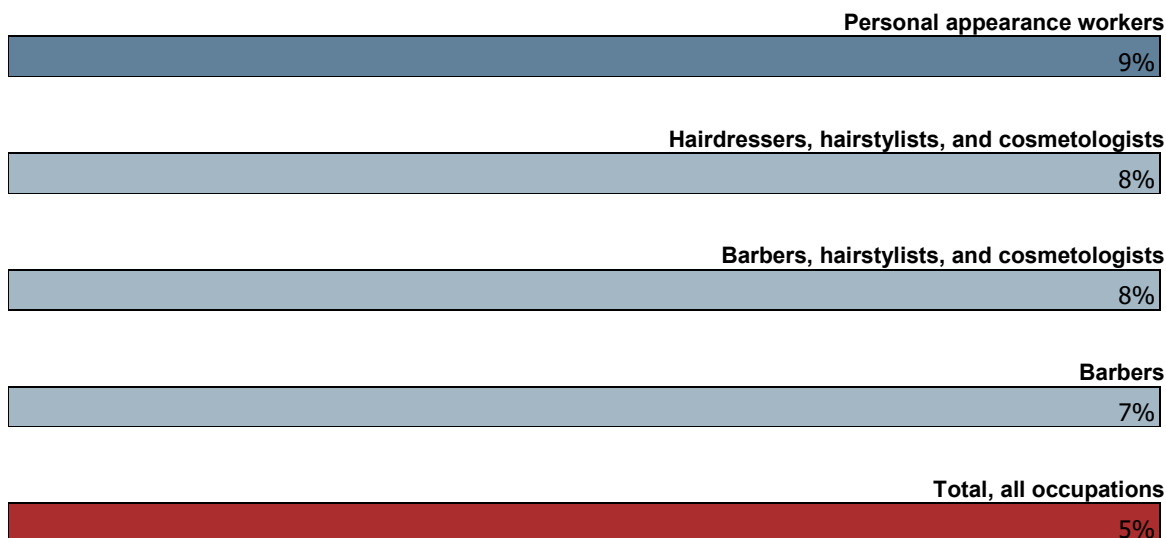 Personal appearance workers
9%
Hairdressers, hairstylists, and cosmetologists
8%
Barbers, hairstylists, and cosmetologists
8%
Barbers
7%
Total, all occupations
5%